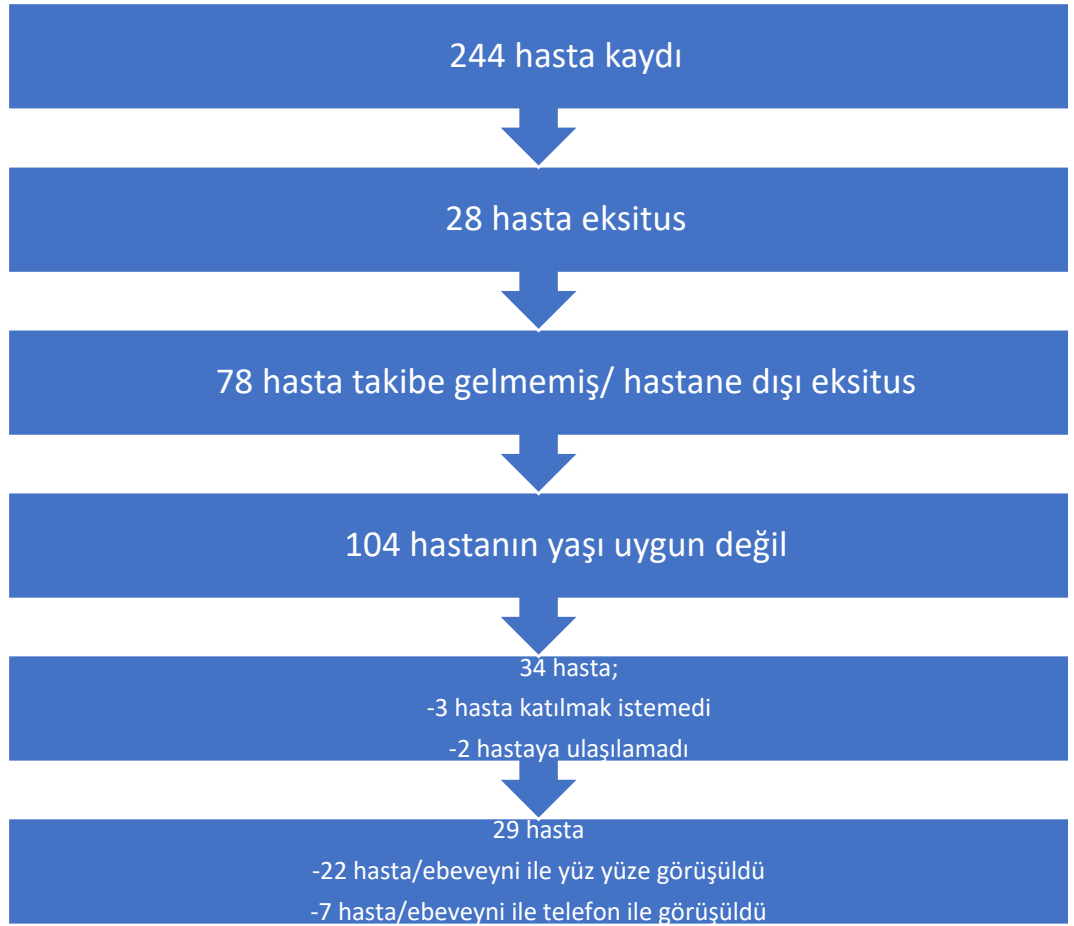 244 hasta kaydı
28 hasta eksitus
78 hasta takibe gelmemiş/ hastane dışı eksitus
104 hastanın yaşı uygun değil
34 hasta;
-3 hasta katılmak istemedi
-2 hastaya ulaşılamadı
29 hasta
-22 hasta/ebeveyni ile yüz yüze görüşüldü
-7 hasta/ebeveyni ile telefon ile görüşüldü